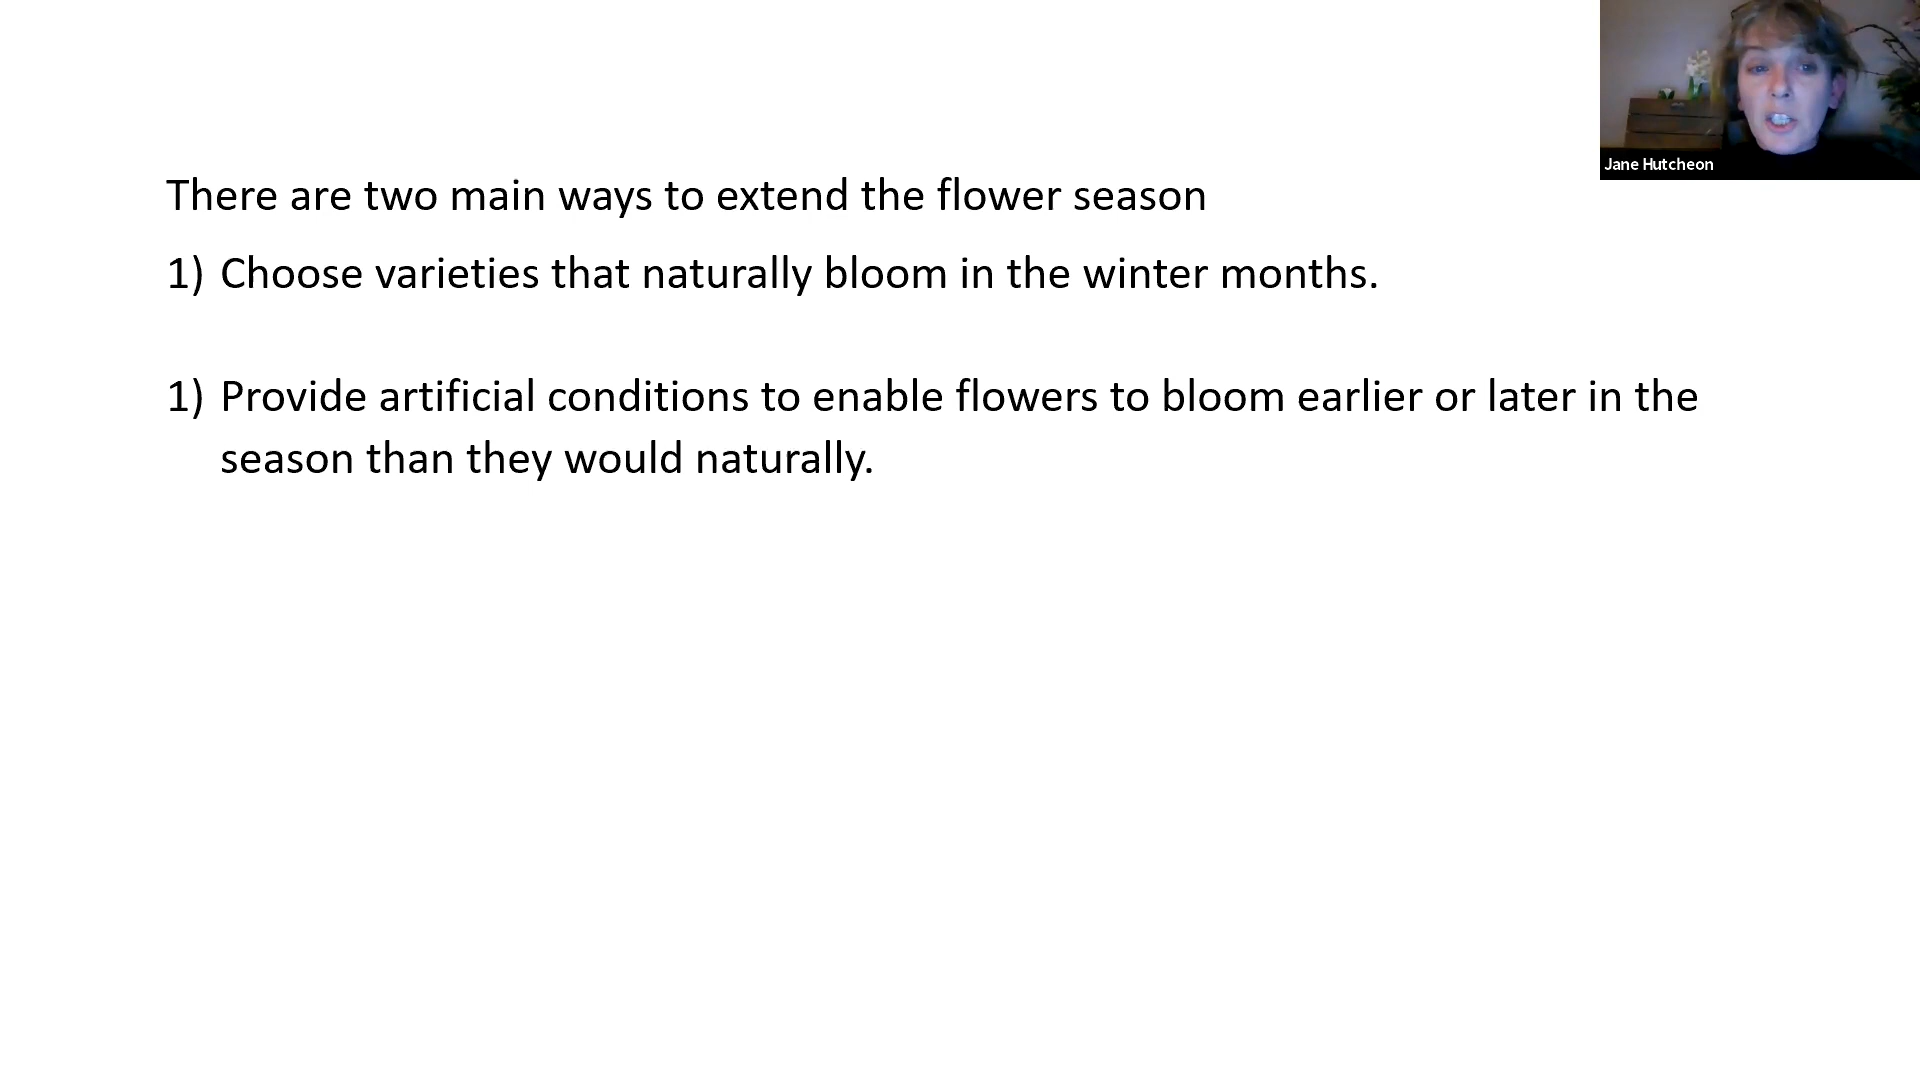 There are two main ways to extend the flower season
1) Choose varieties that naturally bloom in the winter months.
1) Provide artificial conditions to enable flowers to bloom earlier or later in the
season than they would naturally.
Jane Hutcheon